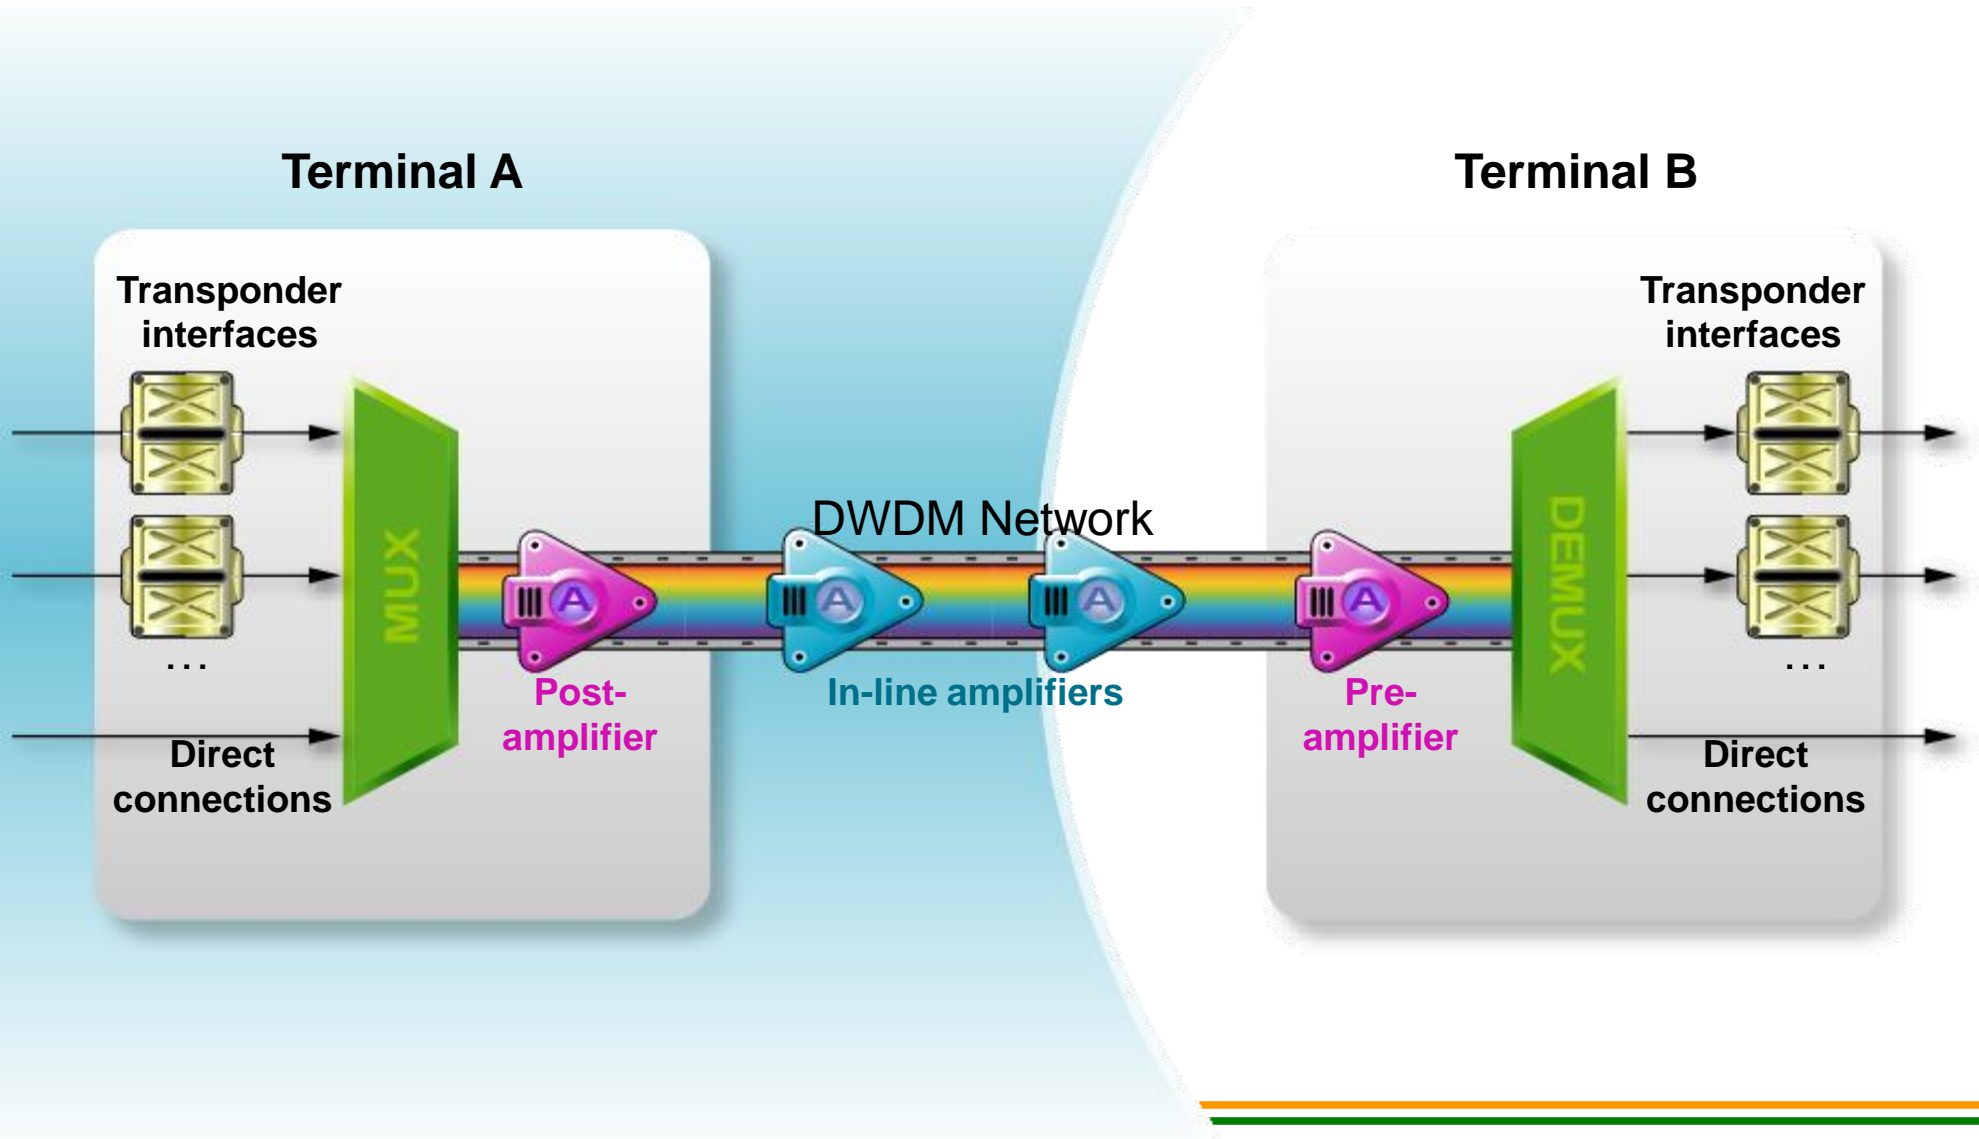 Terminal A
Terminal B
Transponder
interfaces
Transponder
interfaces
MUX
DWDM Network
DEMUX
A
A
A
A
...
...
Post-
amplifier
In-line amplifiers
Pre-
amplifier
Direct
connections
Direct
connections